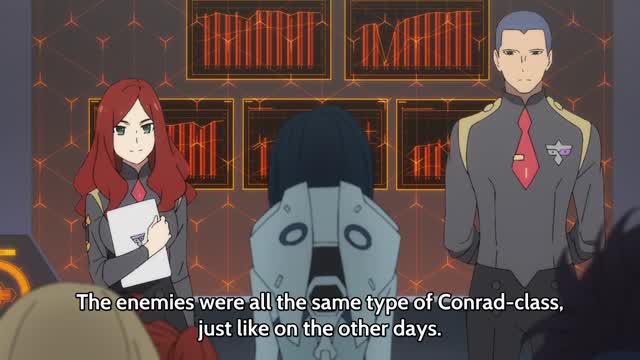 The enemies were all the same type of Conrad-class,
just like on the other days.